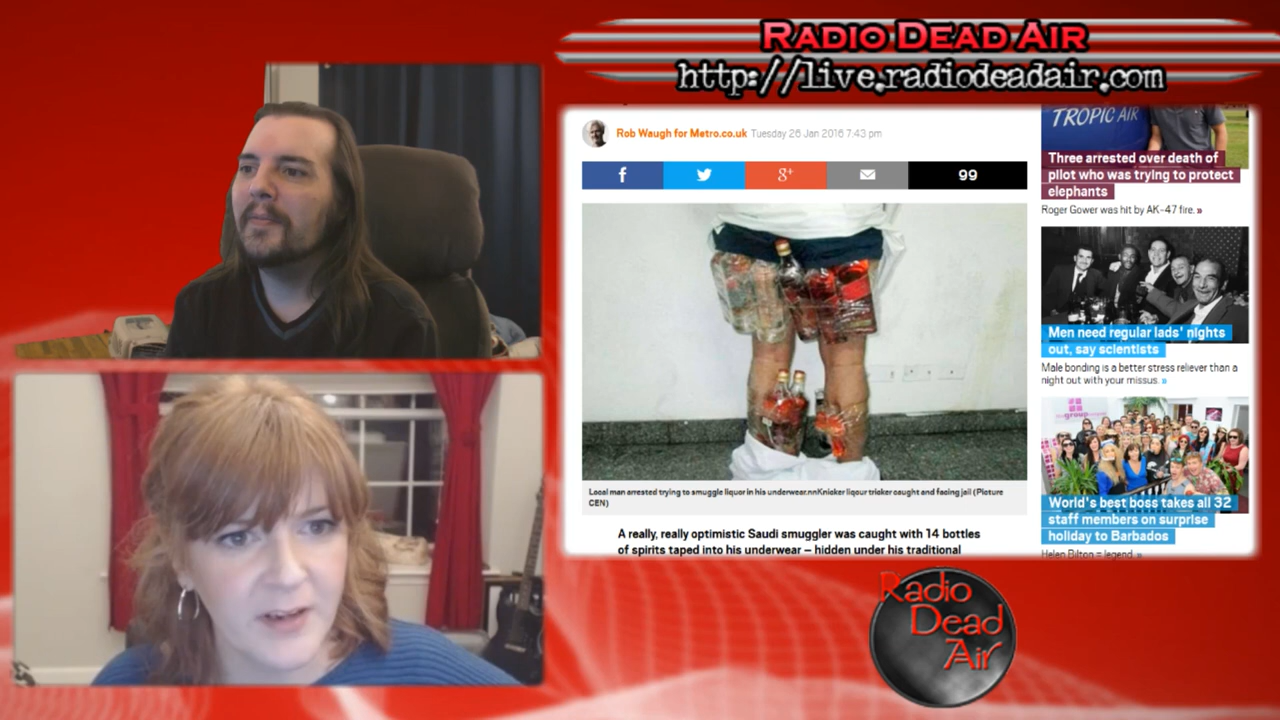 RADIO DEAD AIR
http://live.radiodeadair.com
Rob Waugh for Metro.co.uk Tuesday 26 Jan 2016 7:43 pm
f
g+
99
TROPIC AIR
Three arrested over death of
pilot who was trying to protect
elephants
Roger Gower was hit by AK-47 fire. »
Men need regular lads' nights
out, say scientists
Male bonding is a better stress reliever than a
night out with your missus. »
group
World's best boss takes all 32
staff members on surprise
holiday to Barbados
Helen Bilton = legend. »
Local man arrested trying to smuggle liquor in his underwear.nnKnicker liqour tricker caught and facing jail (Picture
CEN)
A really, really optimistic Saudi smuggler was caught with 14 bottles
of spirits taped into his underwear – hidden under his traditional
Radio
Dead
Air